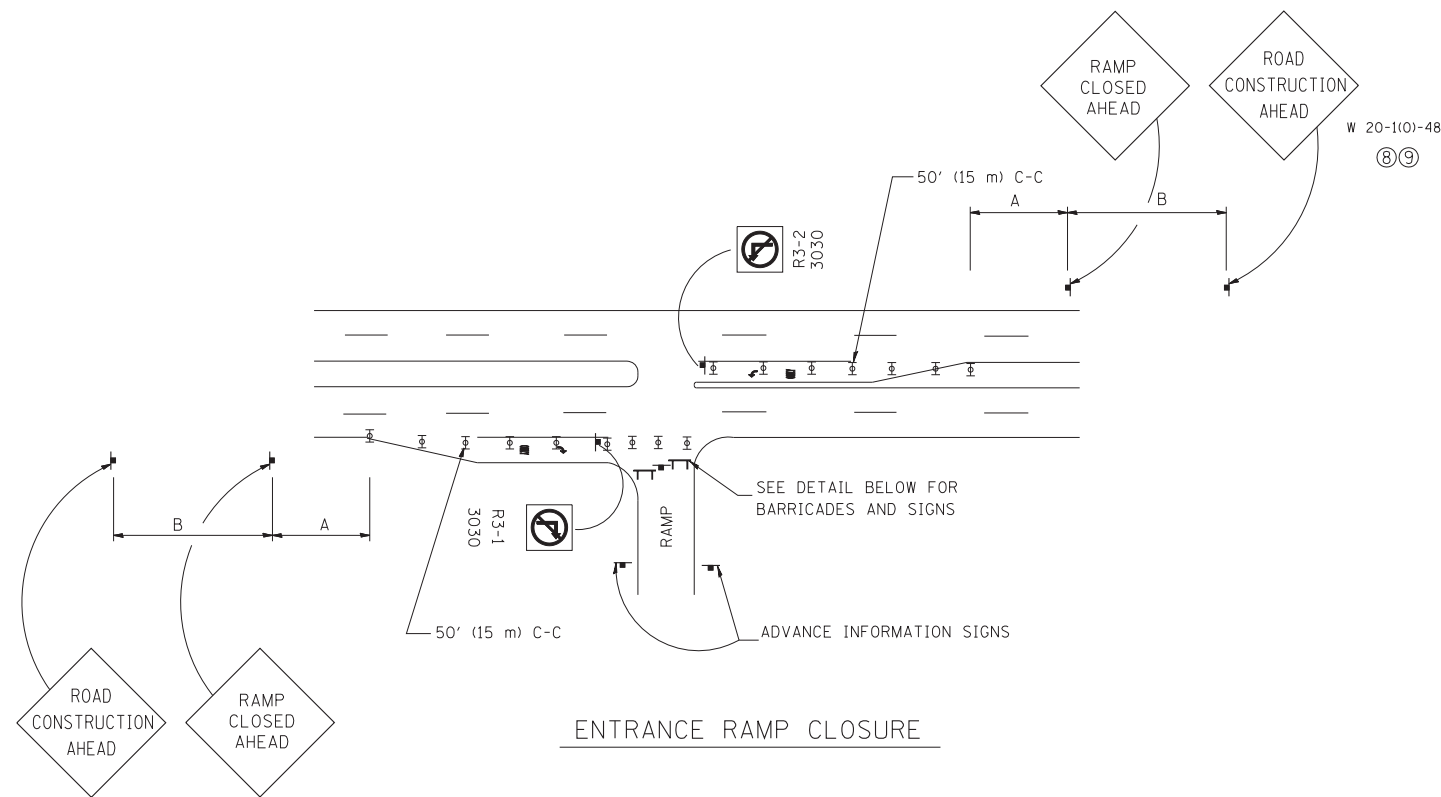 RAMP
CLOSED
AHEAD
ROAD
CONSTRUCTION
AHEAD
W 20-1(O)-48
8 9
50' (15 m) C-C
A
B
R3-2
3030
SEE DETAIL BELOW FOR
BARRICADES AND SIGNS
RAMP
R3-1
3030
B
A
50' (15 m) C-C
ADVANCE INFORMATION SIGNS
ROAD
CONSTRUCTION
AHEAD
RAMP
CLOSED
AHEAD
ENTRANCE RAMP CLOSURE